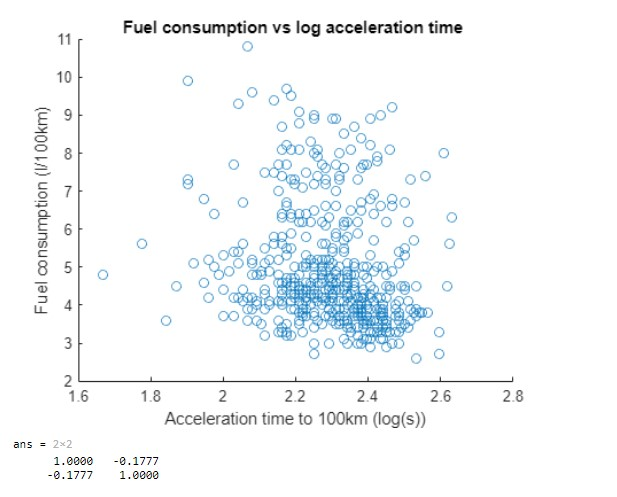 Fuel consumption vs log acceleration time
11
10
9
8
7
6
5
4
3
2
Fuel consumption (l/100km)
1.6 1.8 2 2.2 2.4 2.6 2.8
Acceleration time to 100km (log(s))
ans = 2×2
1.0000 -0.1777
-0.1777 1.0000